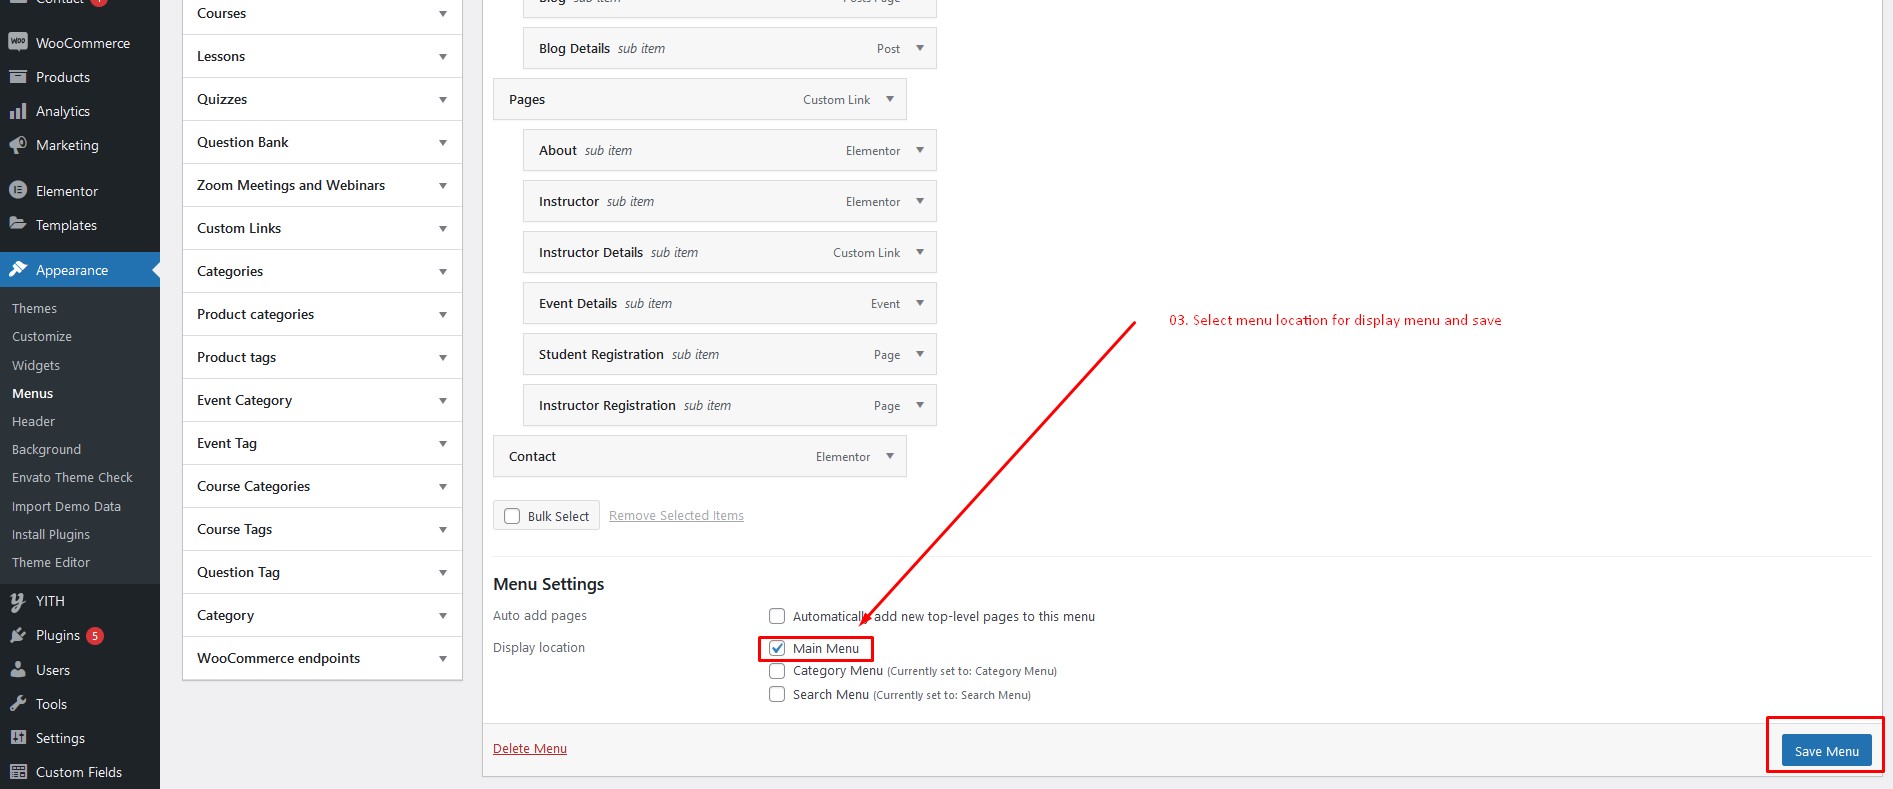 Contact
WooCommerce
Products
Analytics
Marketing
Elementor
Templates
Appearance
Themes
Customize
Widgets
Menus
Header
Background
Envato Theme Check
Import Demo Data
Install Plugins
Theme Editor
YITH
Plugins 5
Users
Tools
Settings
Custom Fields
Courses
Lessons
Quizzes
Question Bank
Zoom Meetings and Webinars
Custom Links
Categories
Product categories
Product tags
Event Category
Event Tag
Course Categories
Course Tags
Question Tag
Category
WooCommerce endpoints
Blog sub item Posts Page
Blog Details sub item Post
Pages Custom Link
About sub item Elementor
Instructor sub item Elementor
Instructor Details sub item Custom Link
Event Details sub item Event
Student Registration sub item Page
Instructor Registration sub item Page
Contact Elementor
Bulk Select Remove Selected Items
03. Select menu location for display menu and save
Menu Settings
Auto add pages Automatically add new top-level pages to this menu
Display location Main Menu
Category Menu (Currently set to: Category Menu)
Search Menu (Currently set to: Search Menu)
Delete Menu Save Menu